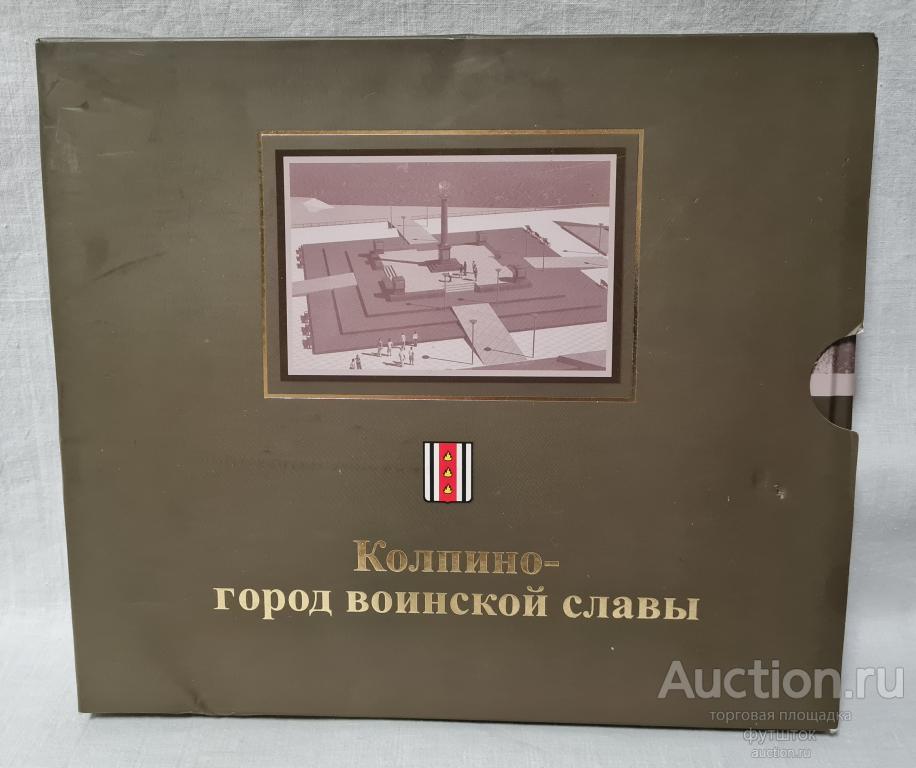 Колпино-
город воинской славы
Auction.ru
торговая площадка
футшток
auction.ru